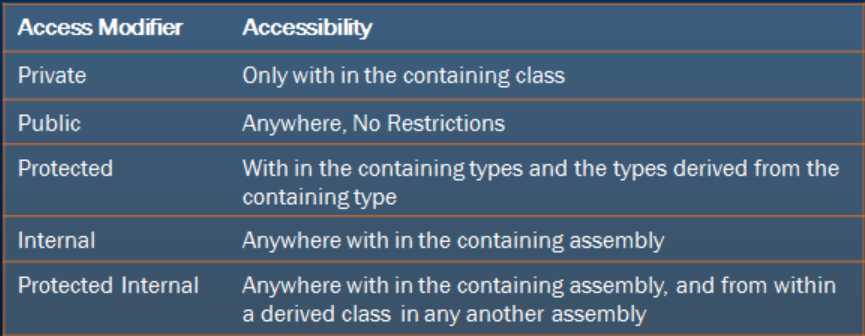 Access Modifier Accessibility
Private Only with in the containing class
Public Anywhere, No Restrictions
Protected With in the containing types and the types derived from the
containing type
Internal Anywhere with in the containing assembly
Protected Internal Anywhere with in the containing assembly, and from within
a derived class in any another assembly